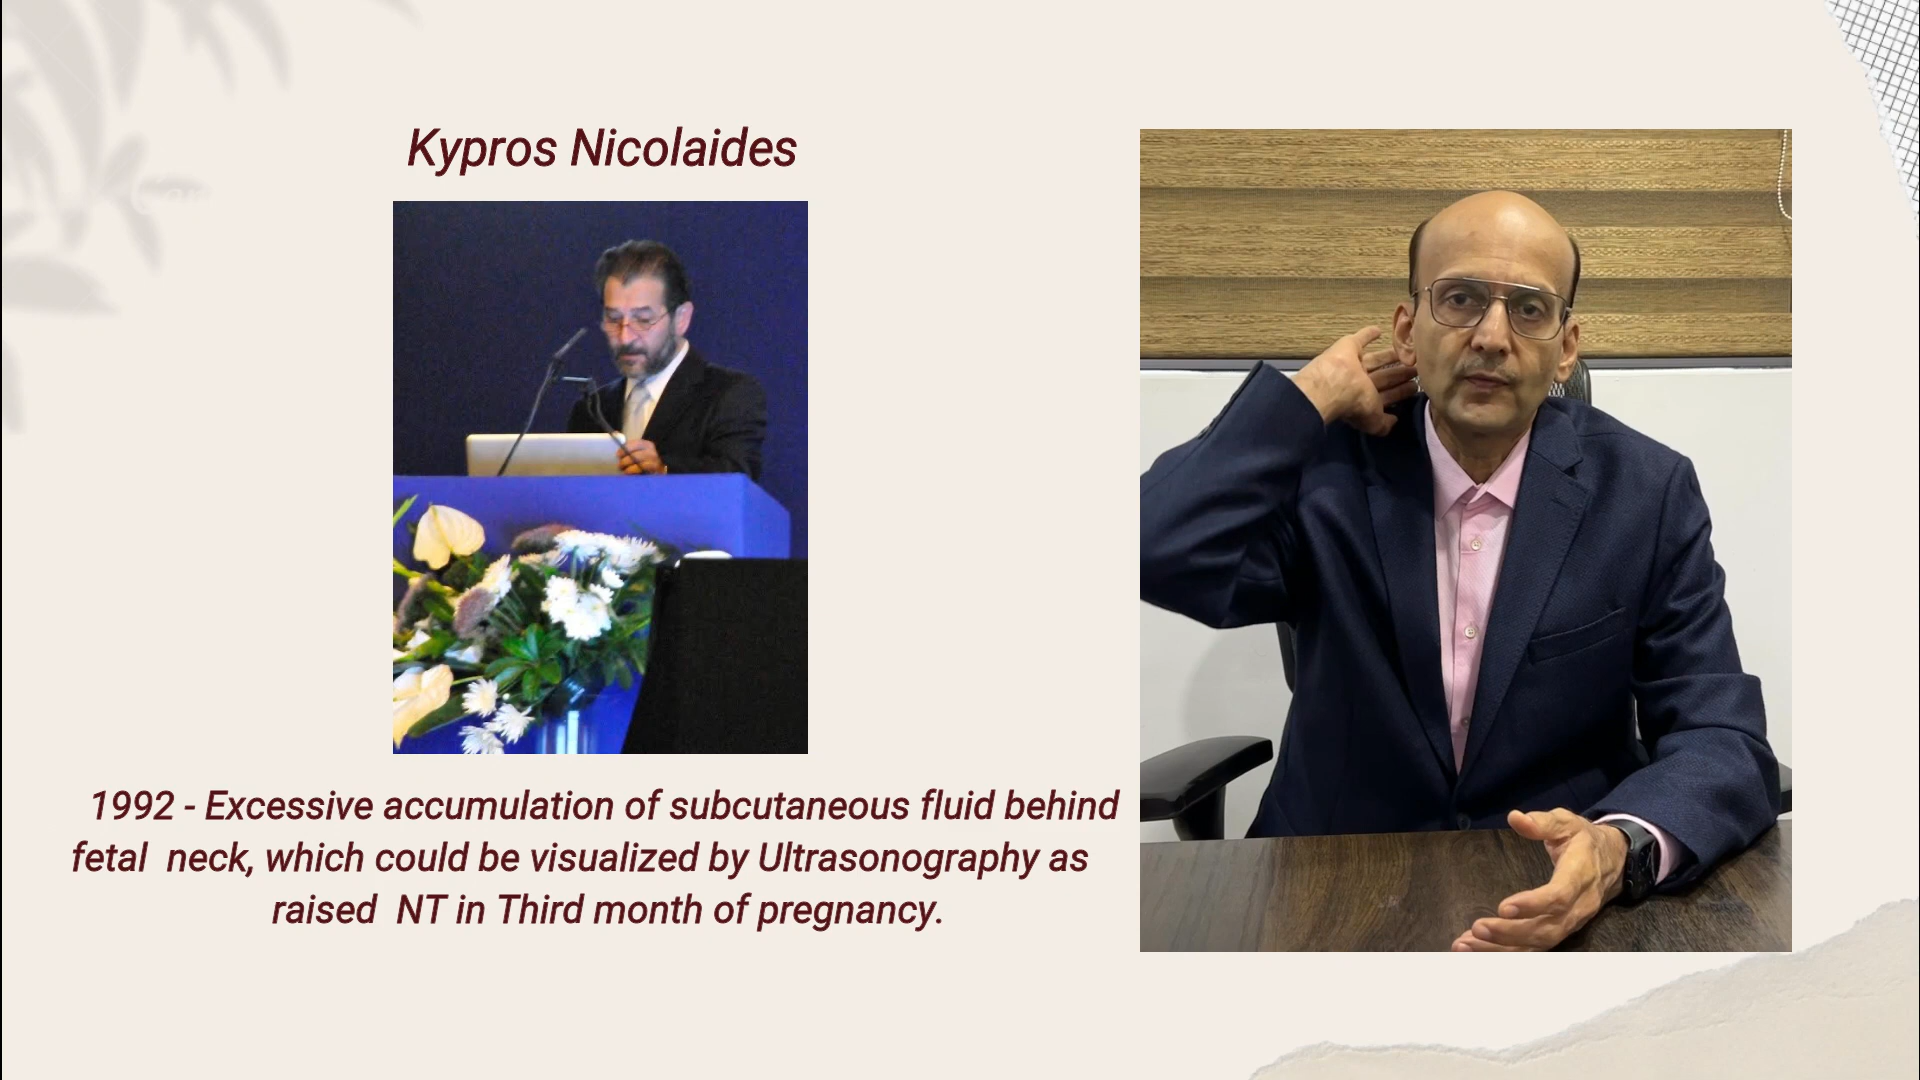 Kypros Nicolaides
1992 - Excessive accumulation of subcutaneous fluid behind
fetal neck, which could be visualized by Ultrasonography as
raised NT in Third month of pregnancy.